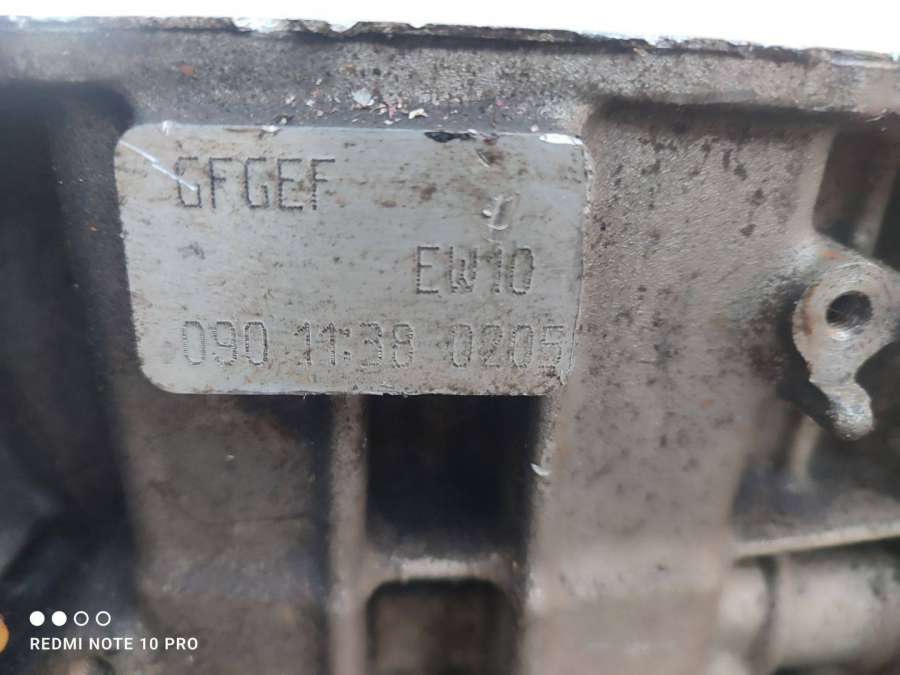 GFGEF
EW10
090 11:38 0205
REDMI NOTE 10 PRO